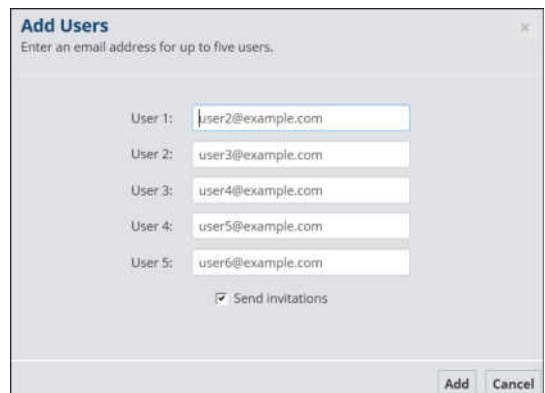 Add Users
×
Enter an email address for up to five users.
User 1: user2@example.com
User 2: user3@example.com
User 3: user4@example.com
User 4: user5@example.com
User 5: user6@example.com
Send invitations
Add Cancel